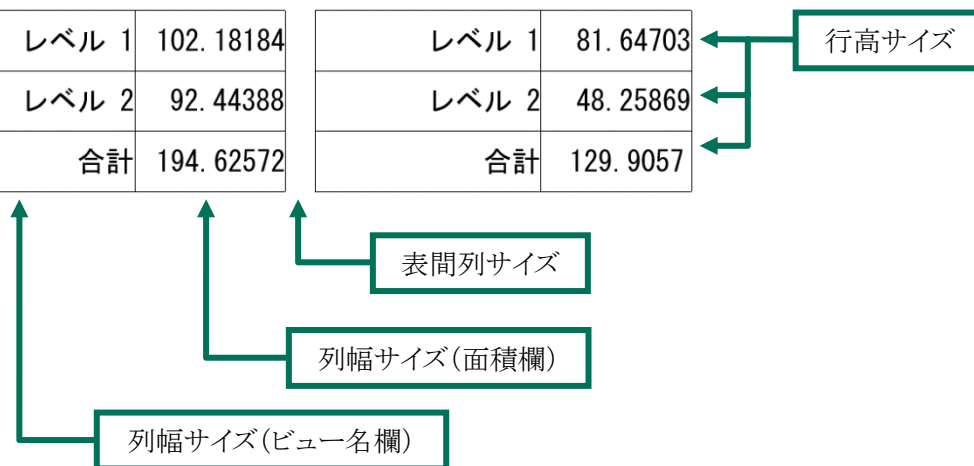 レベル 1 102.18184 レベル 1 81.64703 行高サイズ
レベル 2 92.44388 レベル 2 48.25869
合計 194.62572 合計 129.9057
表間列サイズ
列幅サイズ(面積欄)
列幅サイズ(ビュー名欄)